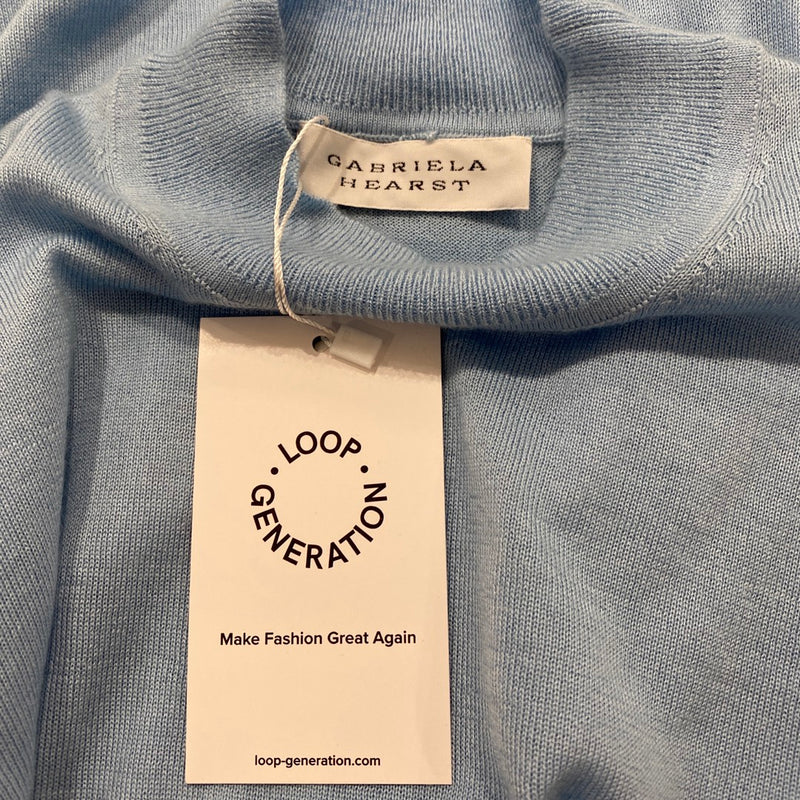 GABRIELA
HEARST
• LOOP •
GENERATION
Make Fashion Great Again
loop-generation.com